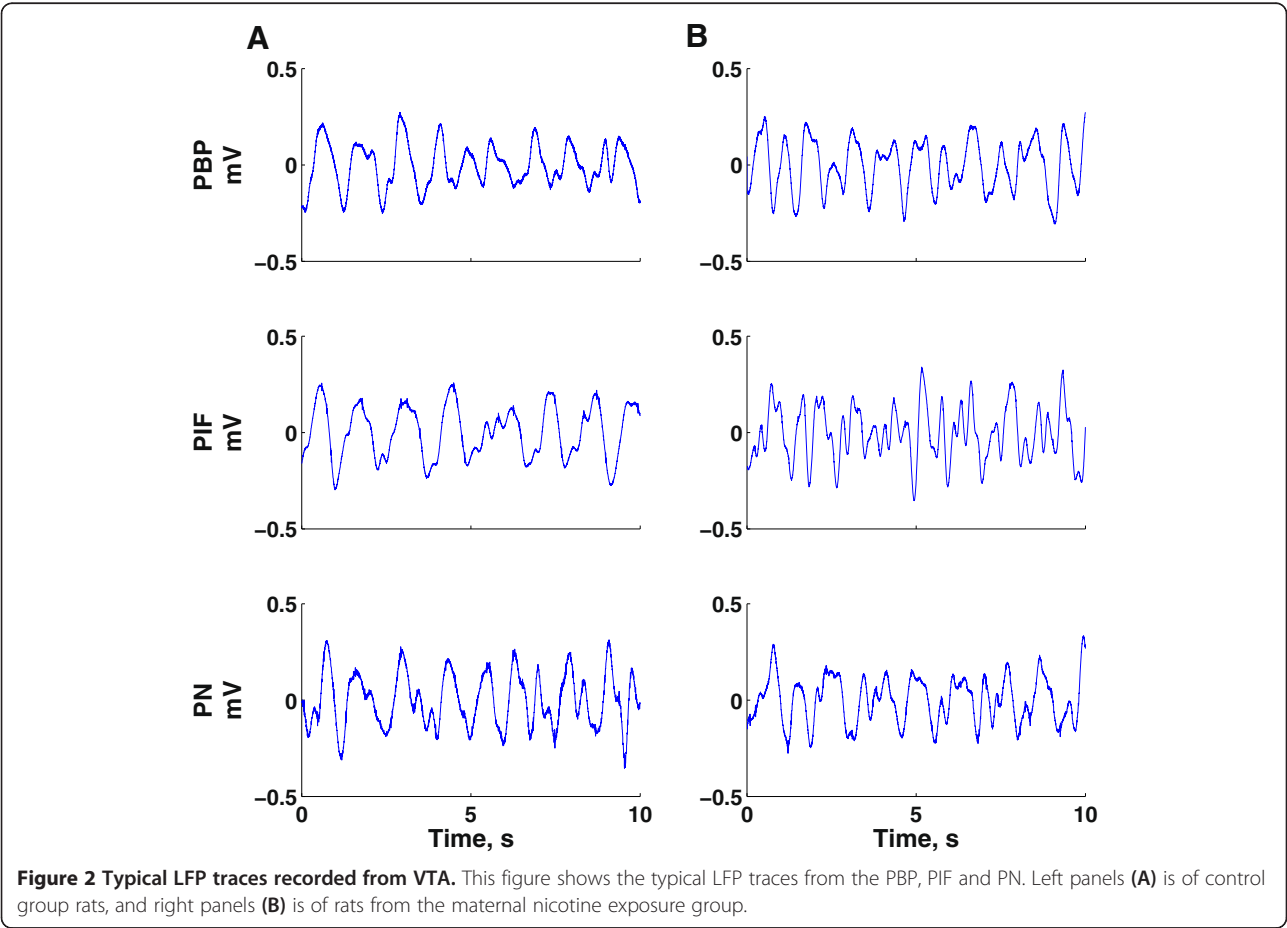 A
B
0.5
0
−0.5
PBP
mV
0.5
0
−0.5
PIF
mV
0.5
0
−0.5
PN
mV
0 5 10
Time, s
0.5
0
−0.5
0.5
0
−0.5
0.5
0
−0.5
0 5 10
Time, s
Figure 2 Typical LFP traces recorded from VTA. This figure shows the typical LFP traces from the PBP, PIF and PN. Left panels (A) is of control
group rats, and right panels (B) is of rats from the maternal nicotine exposure group.